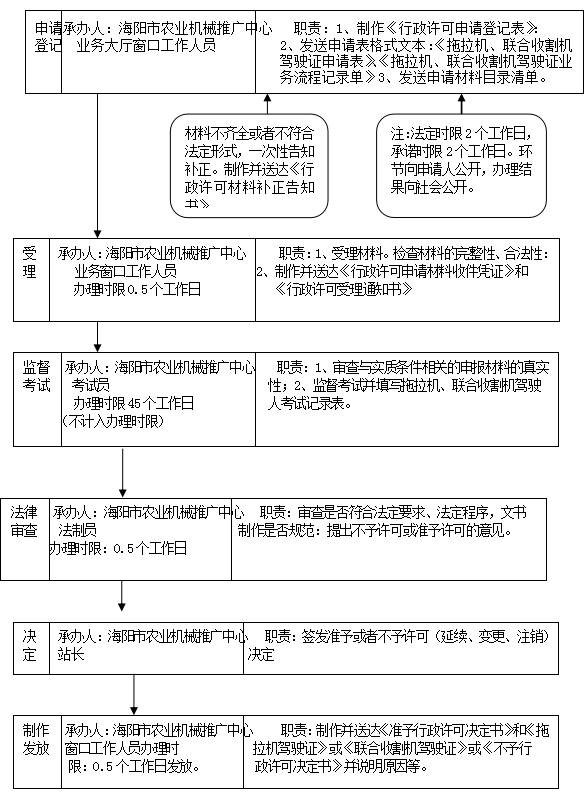 申请登记
承办人：海阳市农业机械推广中心
业务大厅窗口工作人员
职责：1、制作《行政许可申请登记表》；
2、发送申请表格式文本：《拖拉机、联合收割机
驾驶证申请表》、《拖拉机、联合收割机驾驶证业
务流程记录单》3、发送申请材料目录清单。
材料不齐全或者不符合
法定形式，一次性告知
补正。制作并送达《行
政许可材料补正告知
书》
注:法定时限2个工作日，
承诺时限2个工作日。环
节向申请人公开，办理结
果向社会公开。
受理
承办人：海阳市农业机械推广中心
业务窗口工作人员
办理时限0.5个工作日
职责：1、受理材料。检查材料的完整性、合法性：
2、制作并送达《行政许可申请材料收件凭证》和
《行政许可受理通知书》
监督考试
承办人：海阳市农业机械推广中心
考试员
办理时限45个工作日
（不计入办理时限）
职责：1、审查与实质条件相关的申报材料的真实
性；2、监督考试并填写拖拉机、联合收割机驾驶
人考试记录表。
法律审查
承办人：海阳市农业机械推广中心
法制员
办理时限：0.5个工作日
职责：审查是否符合法定要求、法定程序，文书
制作是否规范：提出不予许可或准予许可的意见。
决定
承办人：海阳市农业机械推广中心
站长
职责：签发准予或者不予许可（延续、变更、注销）
决定
制作发放
承办人：海阳市农业机械推广中心
窗口工作人员办理时
限：0.5个工作日发放。
职责：制作并送达《准予行政许可决定书》和《拖
拉机驾驶证》或《联合收割机驾驶证》或《不予行
政许可决定书》并说明原因等。